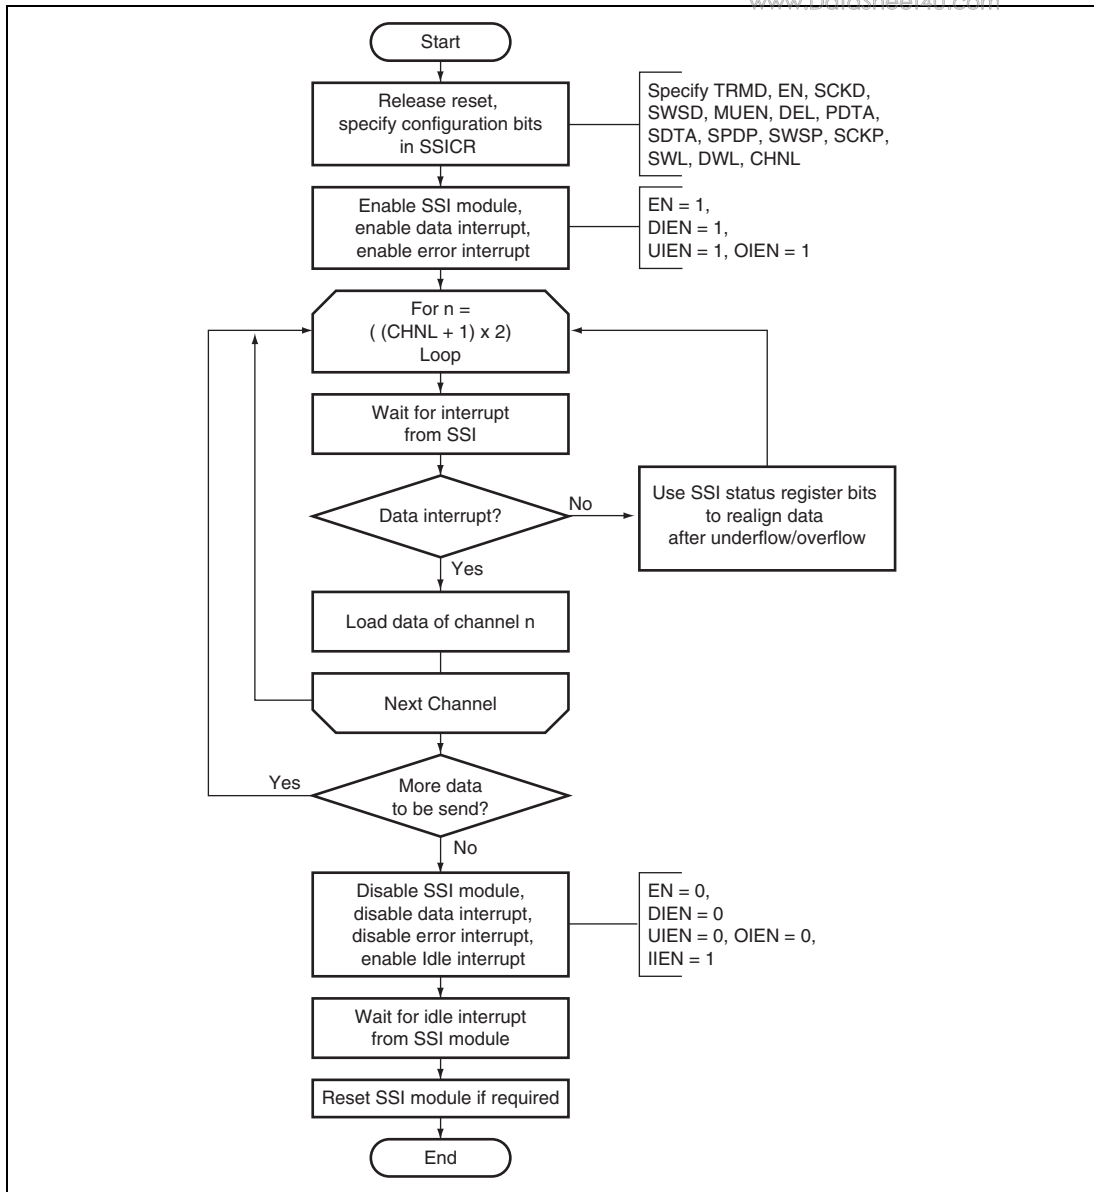 www.DataSheet4U.com
Start
Release reset,
specify configuration bits
in SSICR
Specify TRMD, EN, SCKD,
SWSD, MUEN, DEL, PDTA,
SDTA, SPDP, SWSP, SCKP,
SWL, DWL, CHNL
Enable SSI module,
enable data interrupt,
enable error interrupt
EN = 1,
DIEN = 1,
UIEN = 1, OIEN = 1
For n =
( (CHNL + 1) x 2)
Loop
Wait for interrupt
from SSI
Data interrupt?
No
Use SSI status register bits
to realign data
after underflow/overflow
Yes
Load data of channel n
Next Channel
Yes
More data
to be send?
No
Disable SSI module,
disable data interrupt,
disable error interrupt,
enable Idle interrupt
EN = 0,
DIEN = 0
UIEN = 0, OIEN = 0,
IIEN = 1
Wait for idle interrupt
from SSI module
Reset SSI module if required
End